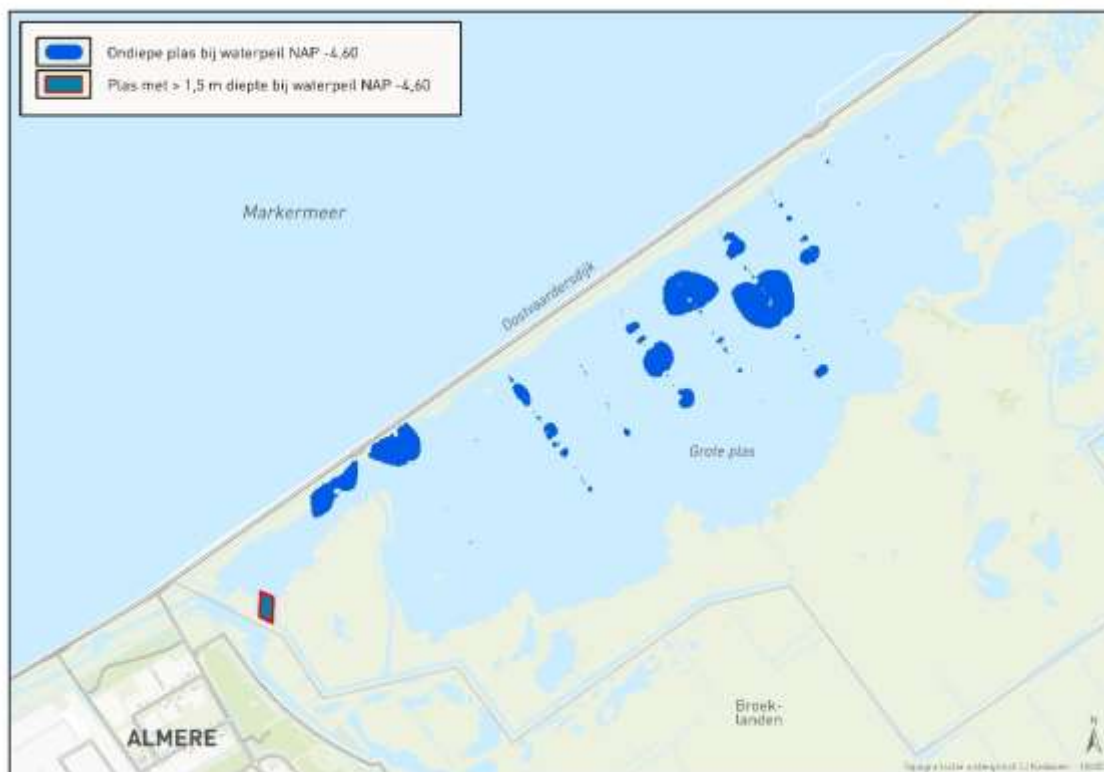 Ondiepe plas bij waterpeil NAP -4,60
Plas met > 1,5 m diepte bij waterpeil NAP -4,60
Markermeer
Oostvaardersdijk
Grote plas
Broek-
landen
ALMERE
N